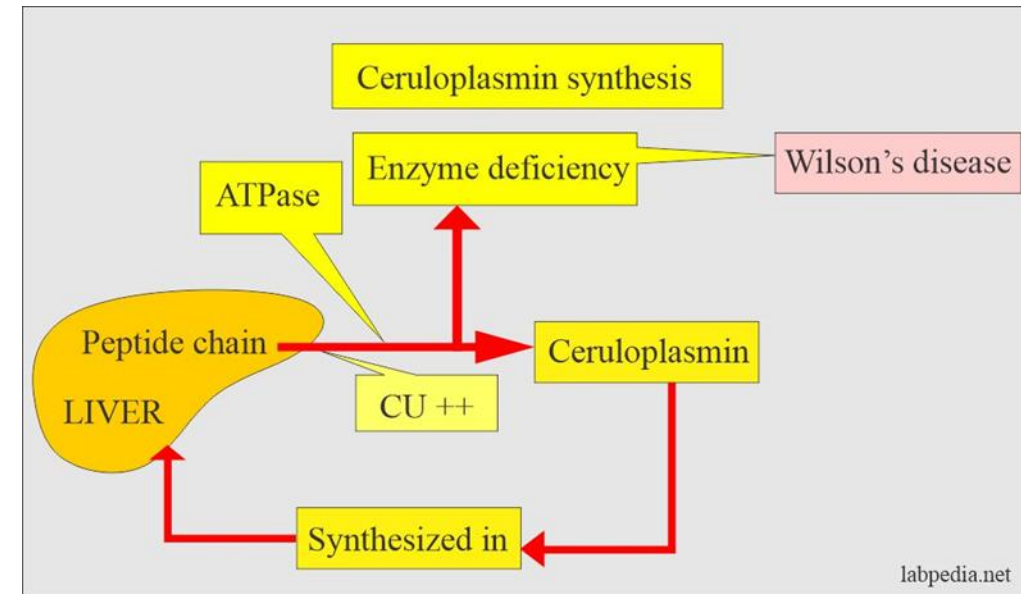 Ceruloplasmin synthesis
Enzyme deficiency
Wilson’s disease
ATPase
Peptide chain
Ceruloplasmin
LIVER
CU ++
Synthesized in
labpedia.net